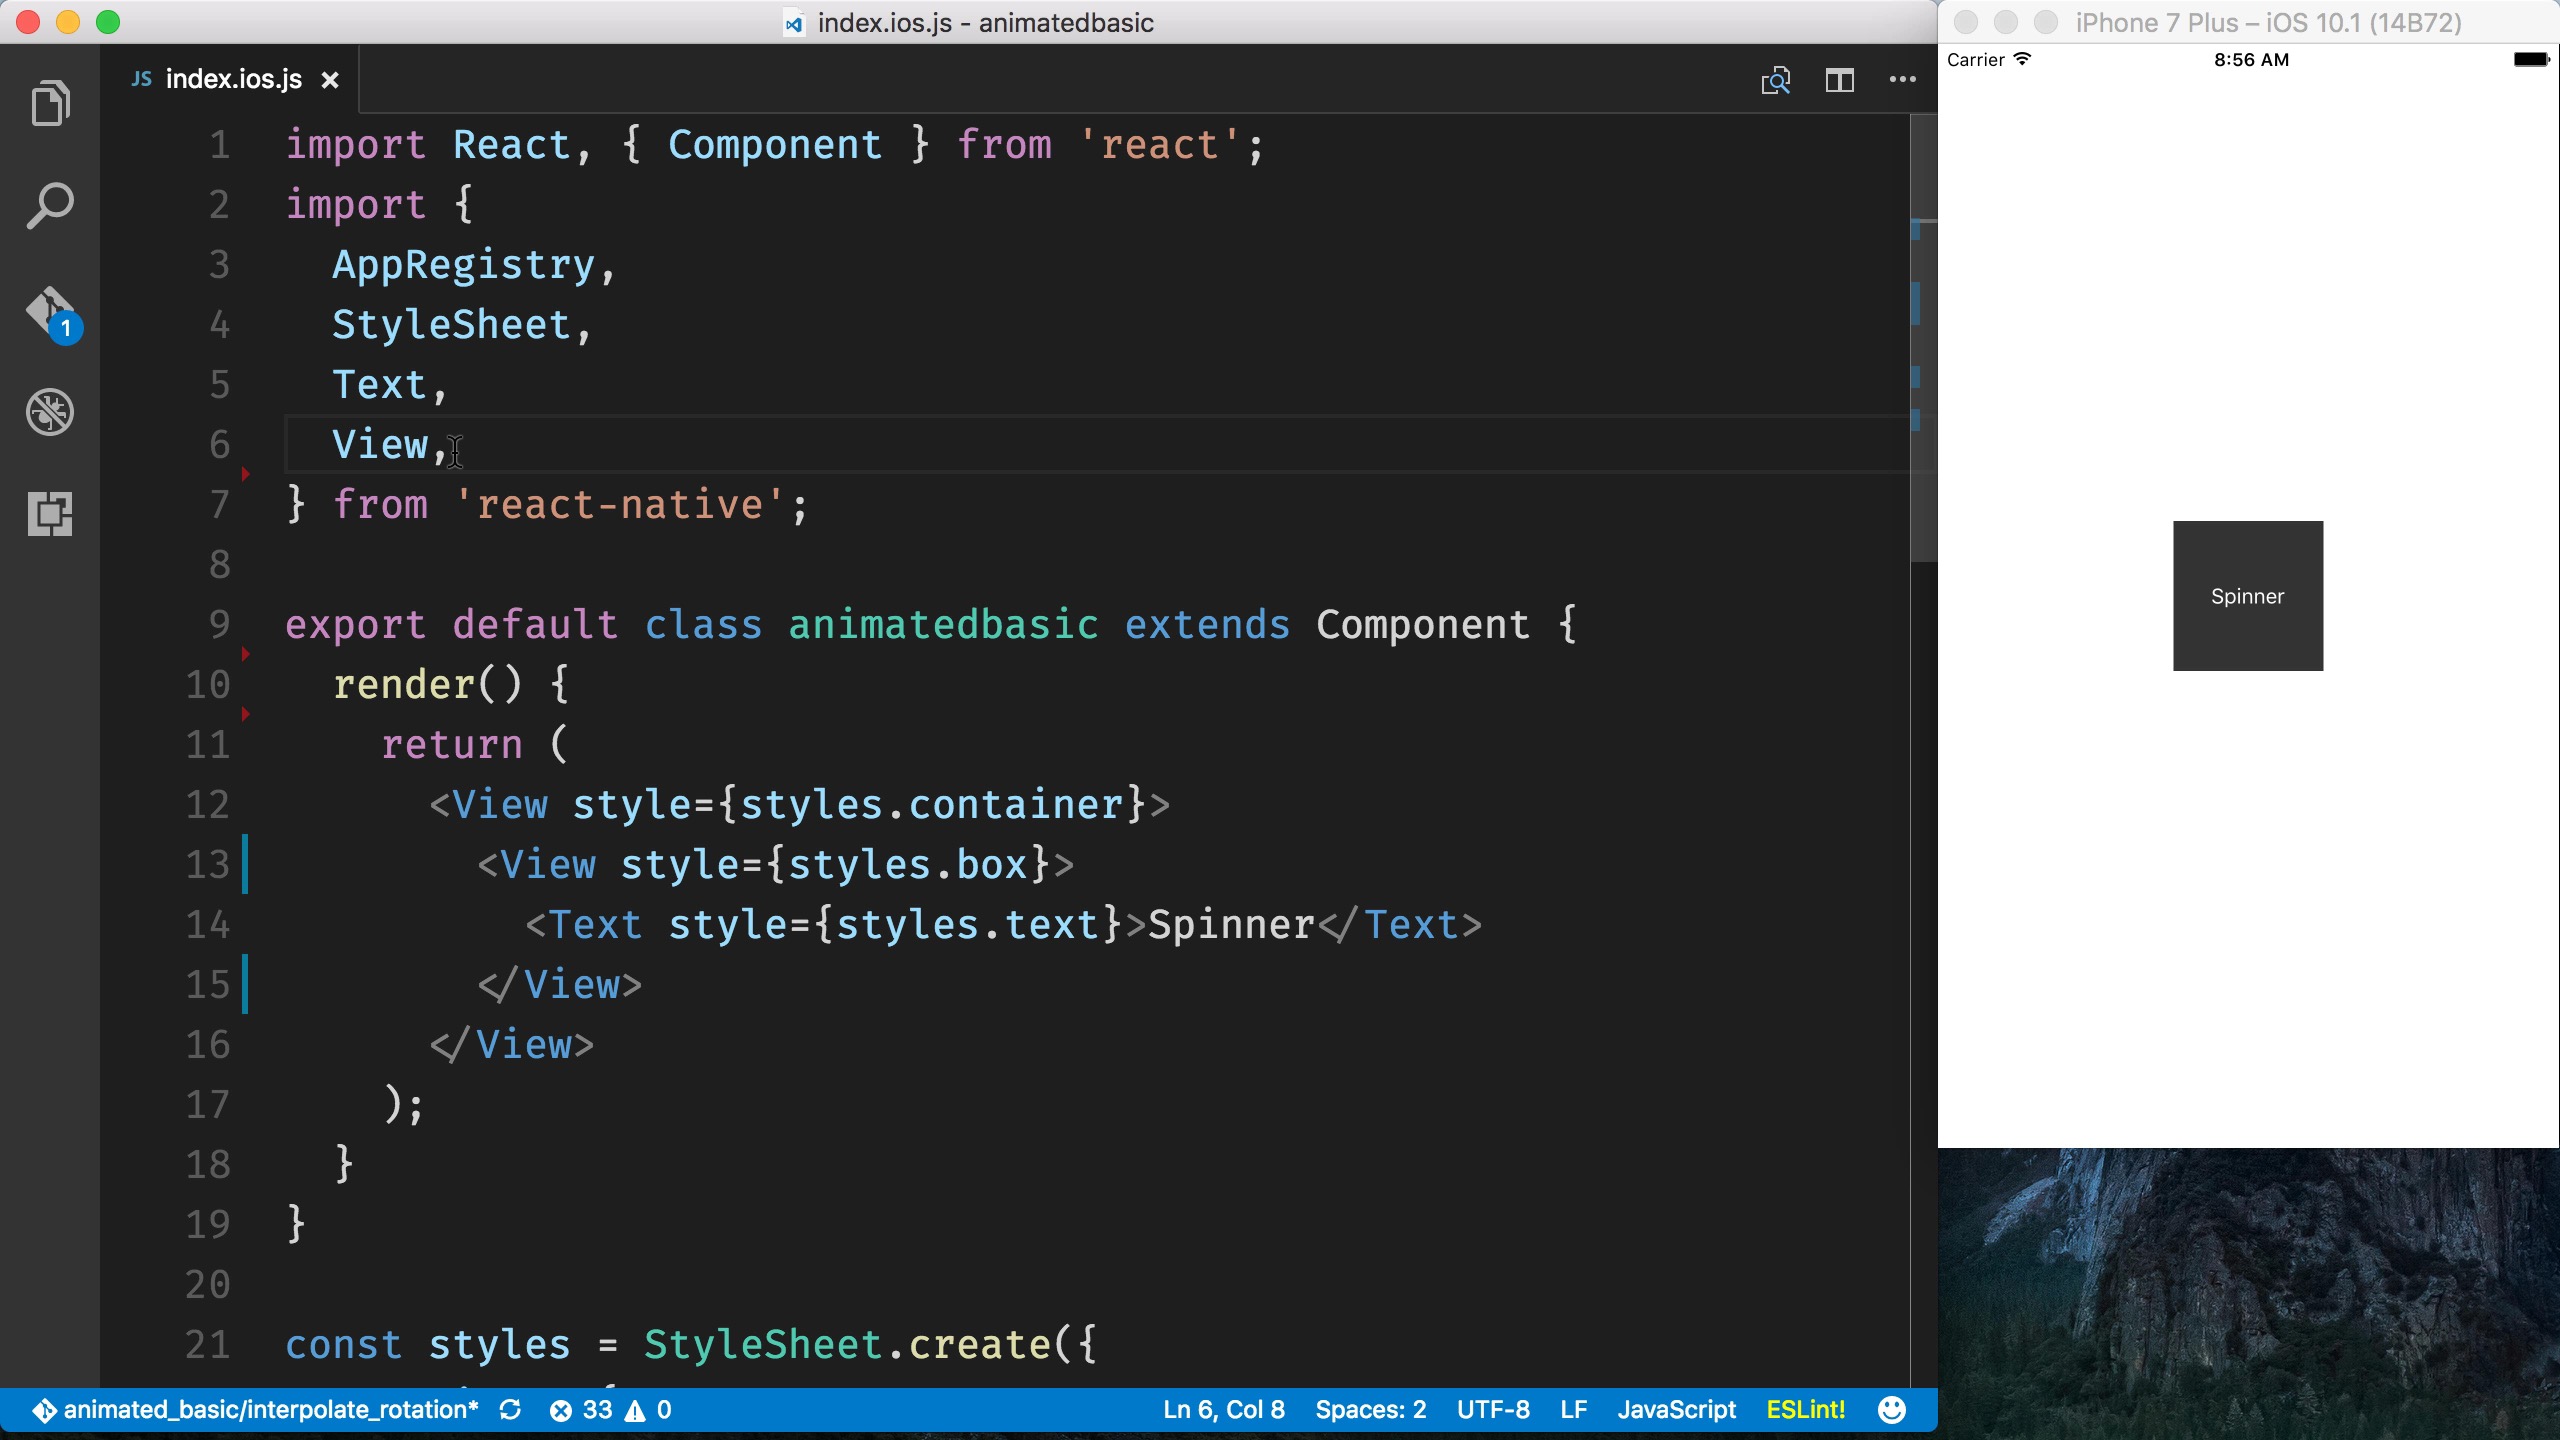 index.ios.js - animatedbasic
JS index.ios.js ×
1 import React, { Component } from 'react';
2 import {
3   AppRegistry,
4   StyleSheet,
5   Text,
6   View,
7 } from 'react-native';
8
9 export default class animatedbasic extends Component {
10   render() {
11     return (
12       <View style={styles.container}>
13         <View style={styles.box}>
14           <Text style={styles.text}>Spinner</Text>
15         </View>
16       </View>
17     );
18   }
19 }
20
21 const styles = StyleSheet.create({
1
animated_basic/interpolate_rotation* 33 0 Ln 6, Col 8 Spaces: 2 UTF-8 LF JavaScript ESLint!
iPhone 7 Plus – iOS 10.1 (14B72)
Carrier 8:56 AM
Spinner